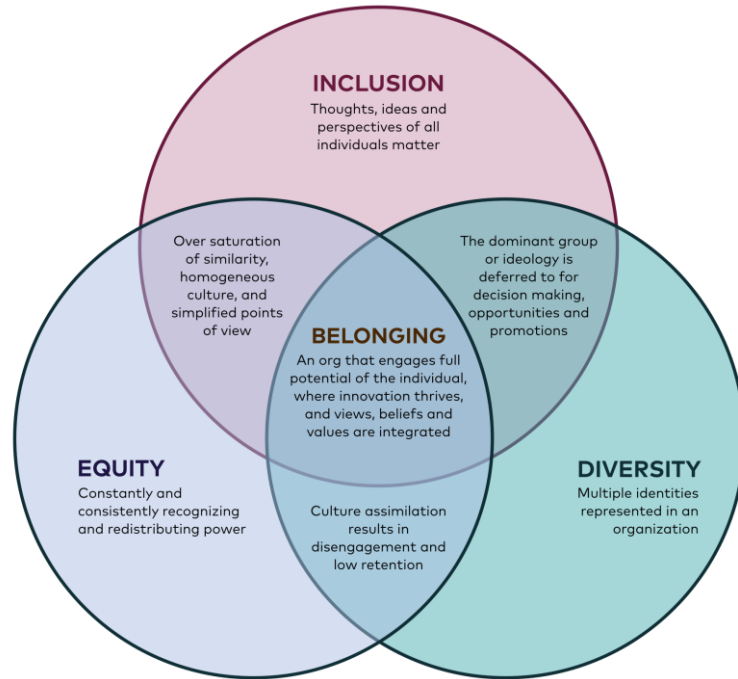 INCLUSION
Thoughts, ideas and
perspectives of all
individuals matter
Over saturation
of similarity,
homogeneous
culture, and
simplified points
of view
The dominant group
or ideology is
deferred to for
decision making,
opportunities and
promotions
BELONGING
An org that engages full
potential of the individual,
where innovation thrives,
and views, beliefs and
values are integrated
EQUITY
Constantly and
consistently recognizing
and redistributing power
Culture assimilation
results in
disengagement and
low retention
DIVERSITY
Multiple identities
represented in an
organization